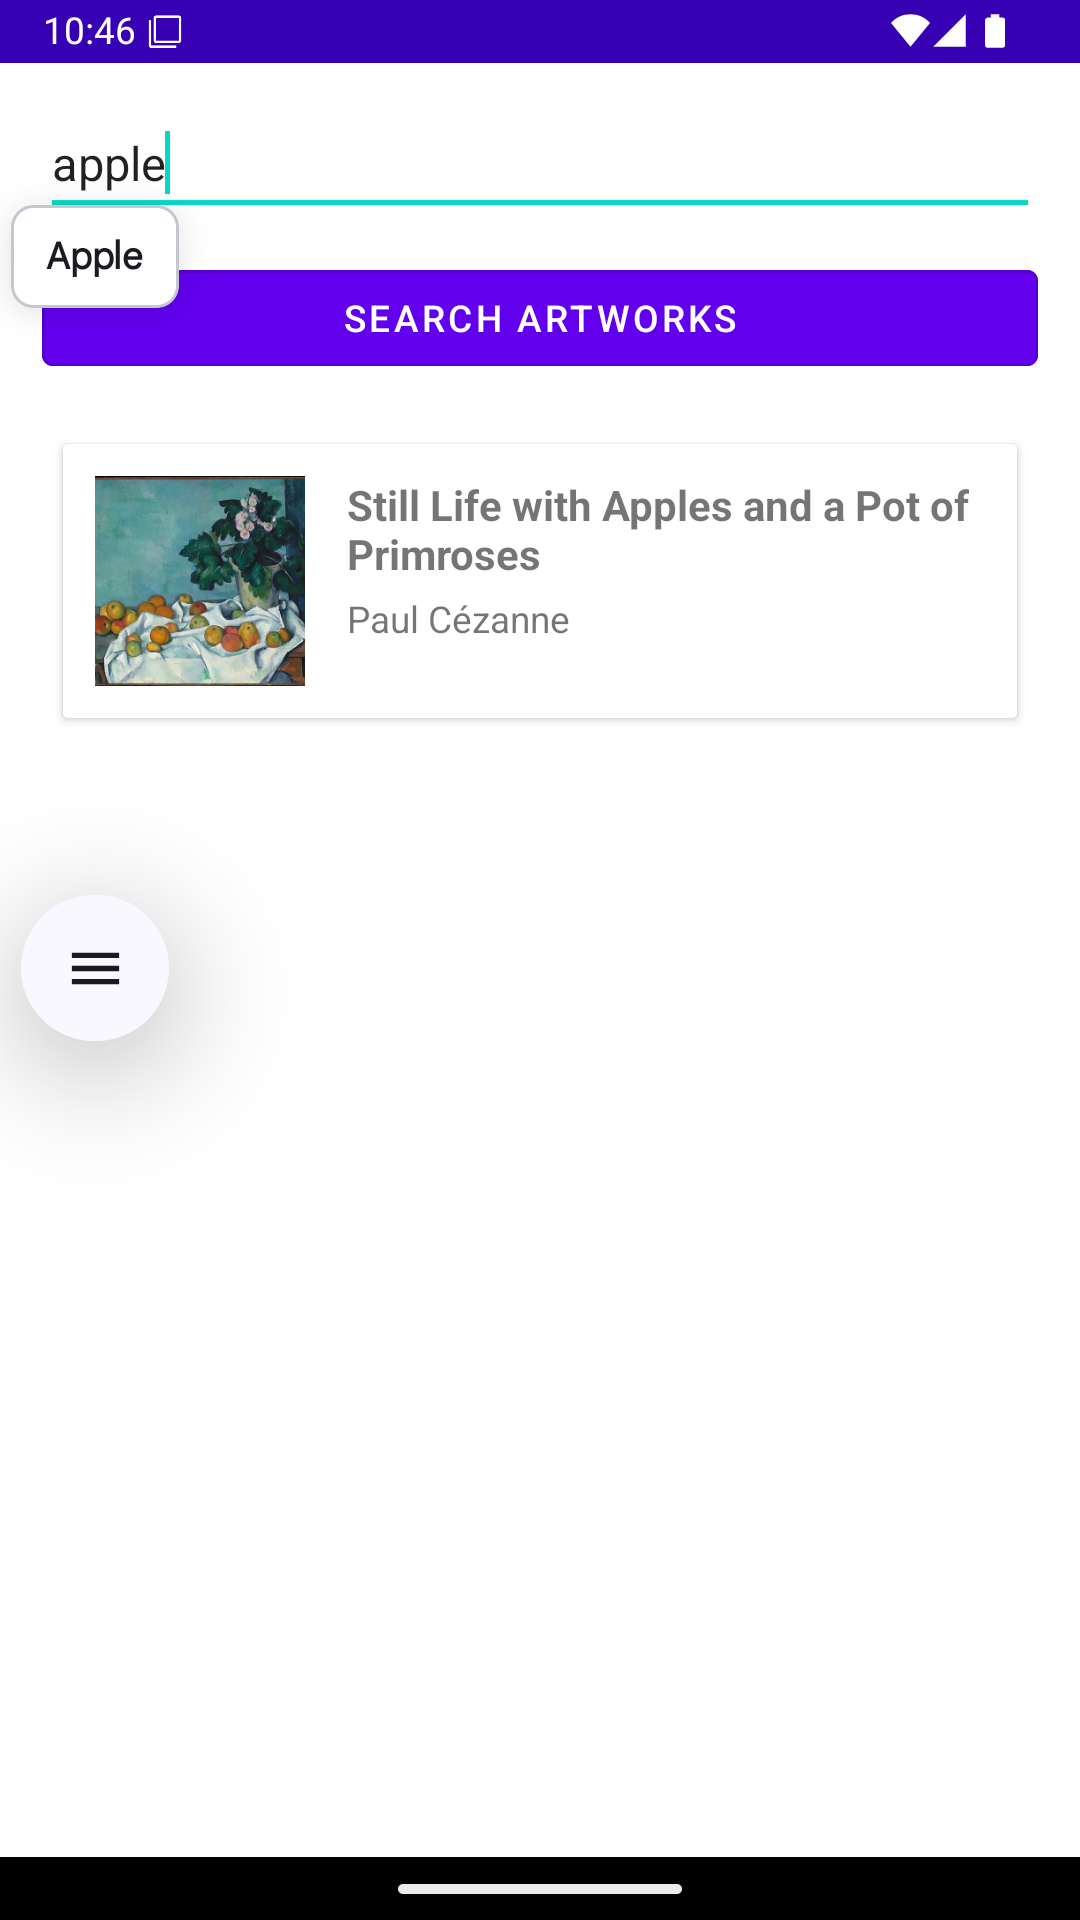 10:46
apple
Apple
SEARCH ARTWORKS
Still Life with Apples and a Pot of
Primroses
Paul Cézanne